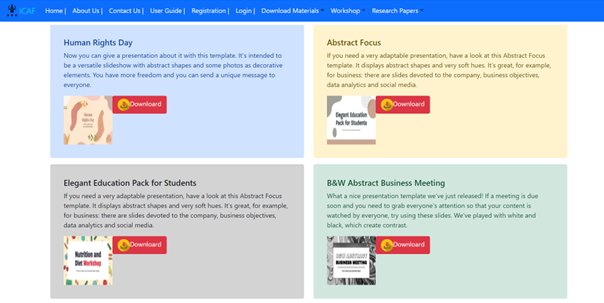 ICAF Home | About Us | Contact Us | User Guide | Registration | Login | Download Materials Workshop Research Papers
Human Rights Day
Now you can give a presentation about it with this template. It's intended to
be a versatile slideshow with abstract shapes and some photos as decorative
elements. You have more freedom and you can send a unique message to
everyone.
Download
Abstract Focus
If you need a very adaptable presentation, have a look at this Abstract Focus
template. It displays abstract shapes and very soft hues. It's great, for example,
for business: there are slides devoted to the company, business objectives,
data analytics and social media.
Elegant Education
Pack for Students
Download
Elegant Education Pack for Students
If you need a very adaptable presentation, have a look at this Abstract Focus
template. It displays abstract shapes and very soft hues. It's great, for example,
for business: there are slides devoted to the company, business objectives,
data analytics and social media.
Nutrition and
Diet Workshop
Download
B&W Abstract Business Meeting
What a nice presentation template we've just released! If a meeting is due
soon and you need to grab everyone's attention so that your content is
watched by everyone, try using these slides. We've played with white and
black, which create contrast.
B&W ABSTRACT
BUSINESS MEETING
Download